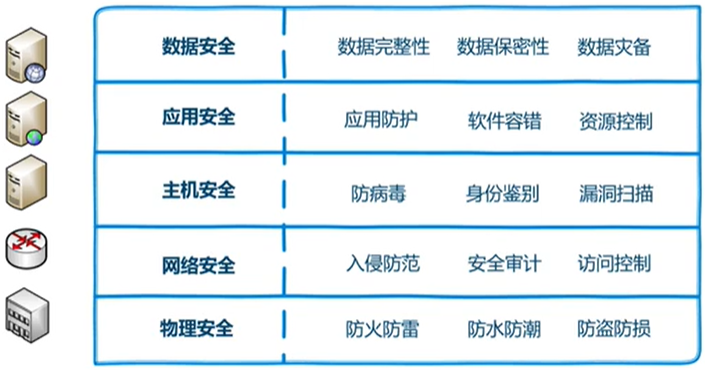 数据安全 数据完整性 数据保密性 数据灾备
应用安全 应用防护 软件容错 资源控制
主机安全 防病毒 身份鉴别 漏洞扫描
网络安全 入侵防范 安全审计 访问控制
物理安全 防火防雷 防水防潮 防盗防损